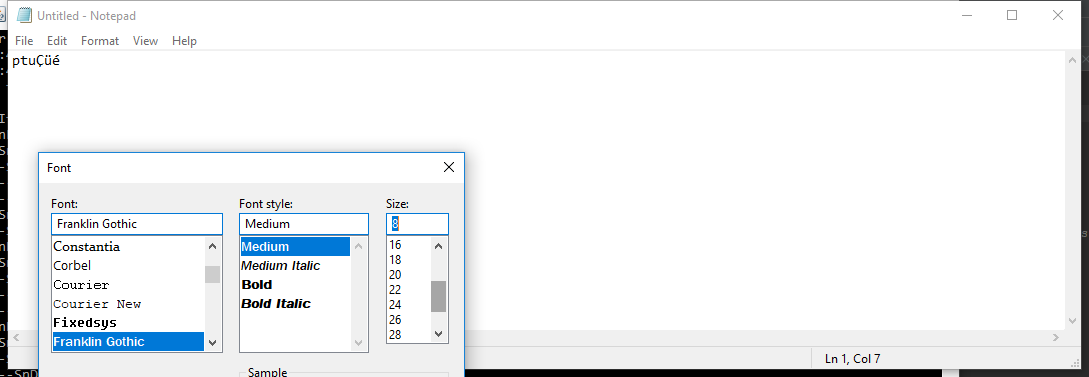 Untitled - Notepad
File Edit Format View Help
ptuÇüé
Font
Font: Font style: Size:
Franklin Gothic Medium 8
Constantia Medium 16
Corbel Medium Italic 18
Courier Bold 20
Courier New Bold Italic 22
Fixedsys 24
Franklin Gothic 26
28
Sample
Ln 1, Col 7